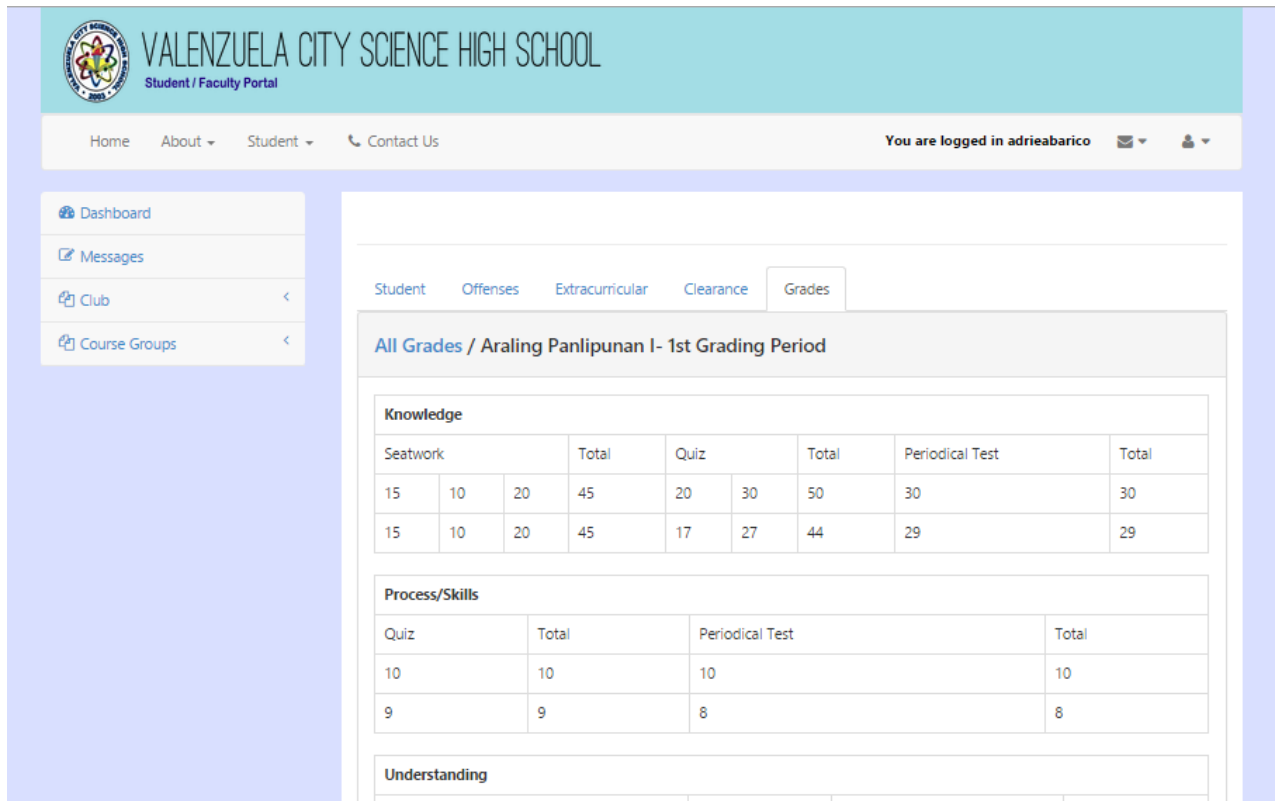 VALENZUELA CITY SCIENCE HIGH SCHOOL
Student / Faculty Portal
Home About Student Contact Us You are logged in adrieabarico
Dashboard
Messages
Club
Course Groups
Student Offenses Extracurricular Clearance Grades
All Grades / Araling Panlipunan I- 1st Grading Period
Knowledge
Seatwork Total Quiz Total Periodical Test Total
15 10 20 45 20 30 50 30 30
15 10 20 45 17 27 44 29 29
Process/Skills
Quiz Total Periodical Test Total
10 10 10 10
9 9 8 8
Understanding